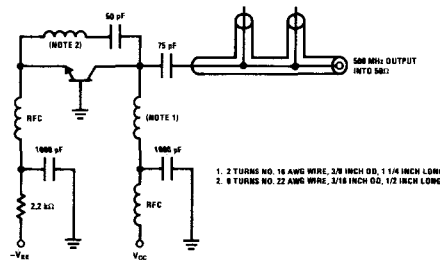 50 pF
(NOTE 2)
75 pF
500 MHz OUTPUT
INTO 50Ω
RFC
(NOTE 1)
1000 pF
1000 pF
1. 2 TURNS NO. 16 AWG WIRE, 3/8 INCH OD, 1 1/4 INCH LONG
2. 9 TURNS NO. 22 AWG WIRE, 3/16 INCH OD, 1/2 INCH LONG
2.2 kΩ
RFC
-VEE
VCC